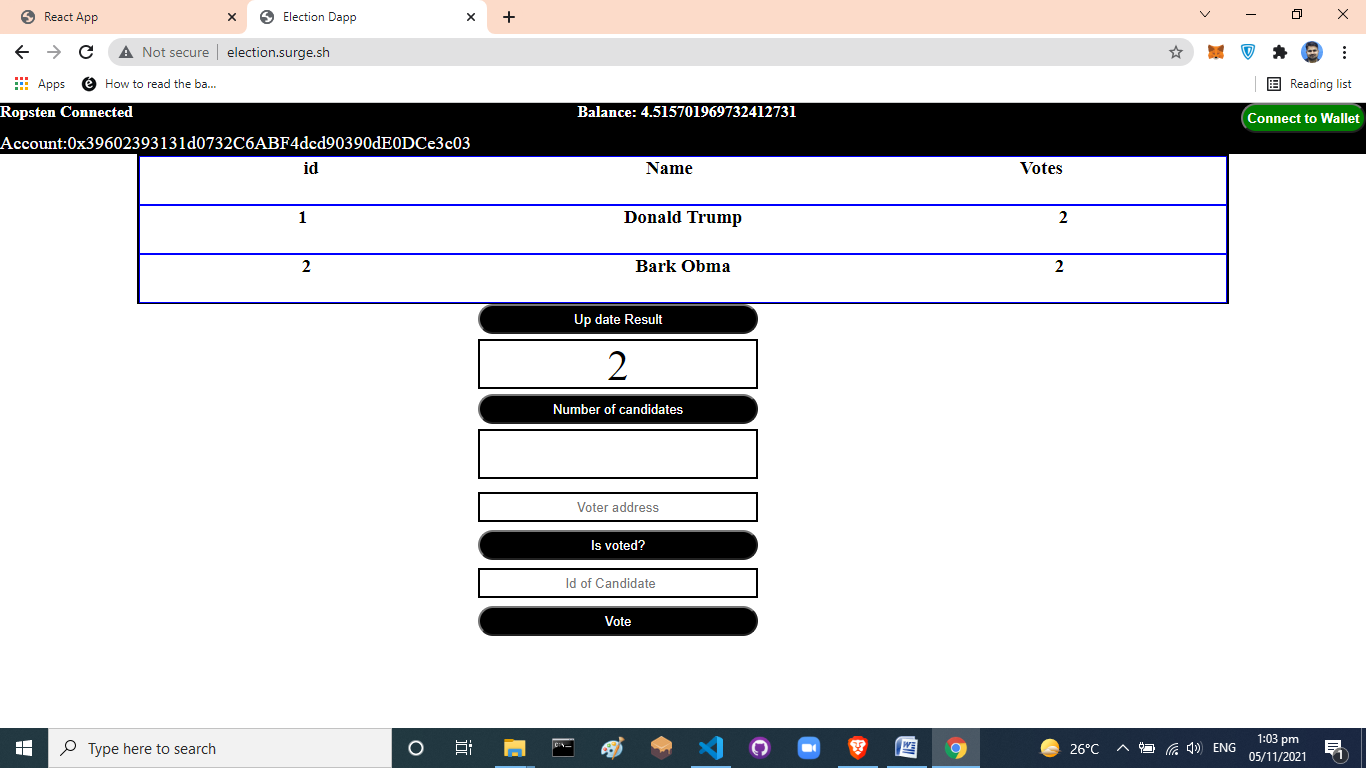 React App
Election Dapp
Not secure election.surge.sh
Apps How to read the ba... Reading list
Ropsten Connected Balance: 4.515701969732412731 Connect to Wallet
Account:0x39602393131d0732C6ABF4dcd90390dE0DCe3c03
id Name Votes
1 Donald Trump 2
2 Bark Obma 2
Up date Result
2
Number of candidates
Voter address
Is voted?
Id of Candidate
Vote
Type here to search 26°C ENG 1:03 pm
05/11/2021 1